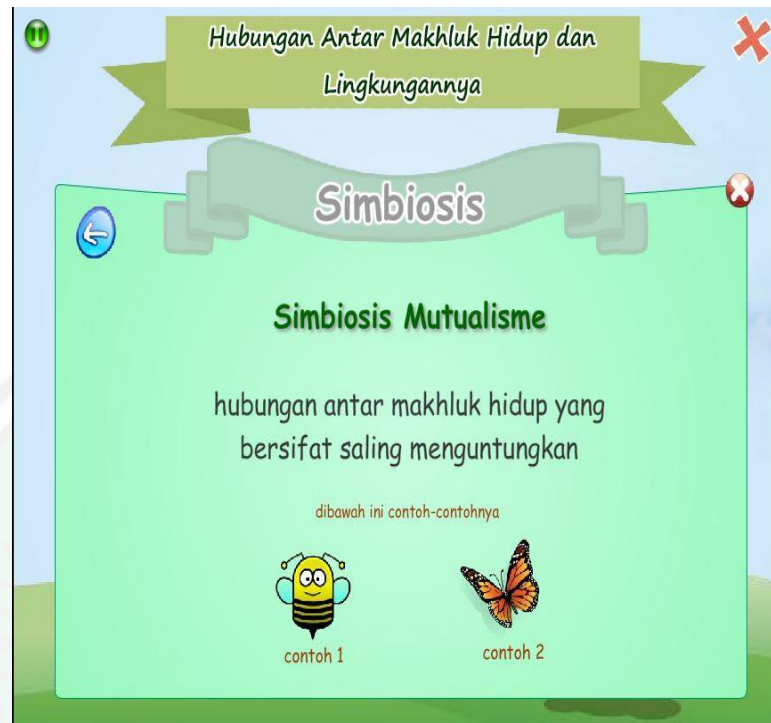 Hubungan Antar Makhluk Hidup dan
Lingkungannya
Simbiosis
Simbiosis Mutualisme
hubungan antar makhluk hidup yang
bersifat saling menguntungkan
dibawah ini contoh-contohnya
contoh 1
contoh 2